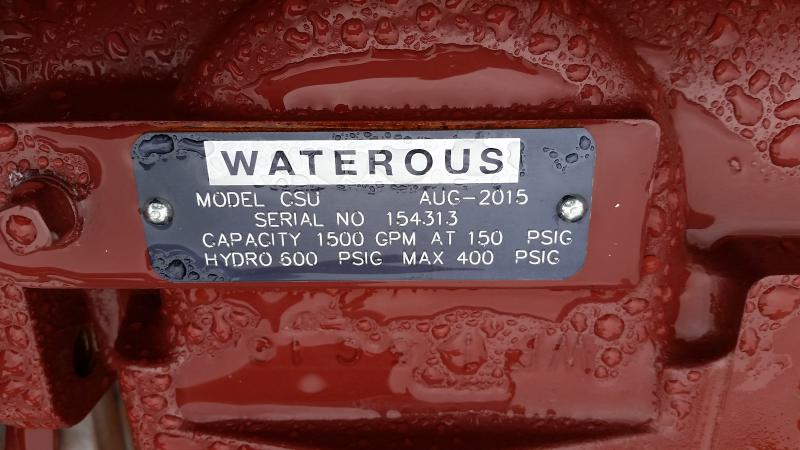 WATEROUS
MODEL CSU AUG-2015
SERIAL NO 154313
CAPACITY 1500 GPM AT 150 PSIG
HYDRO 600 PSIG MAX 400 PSIG